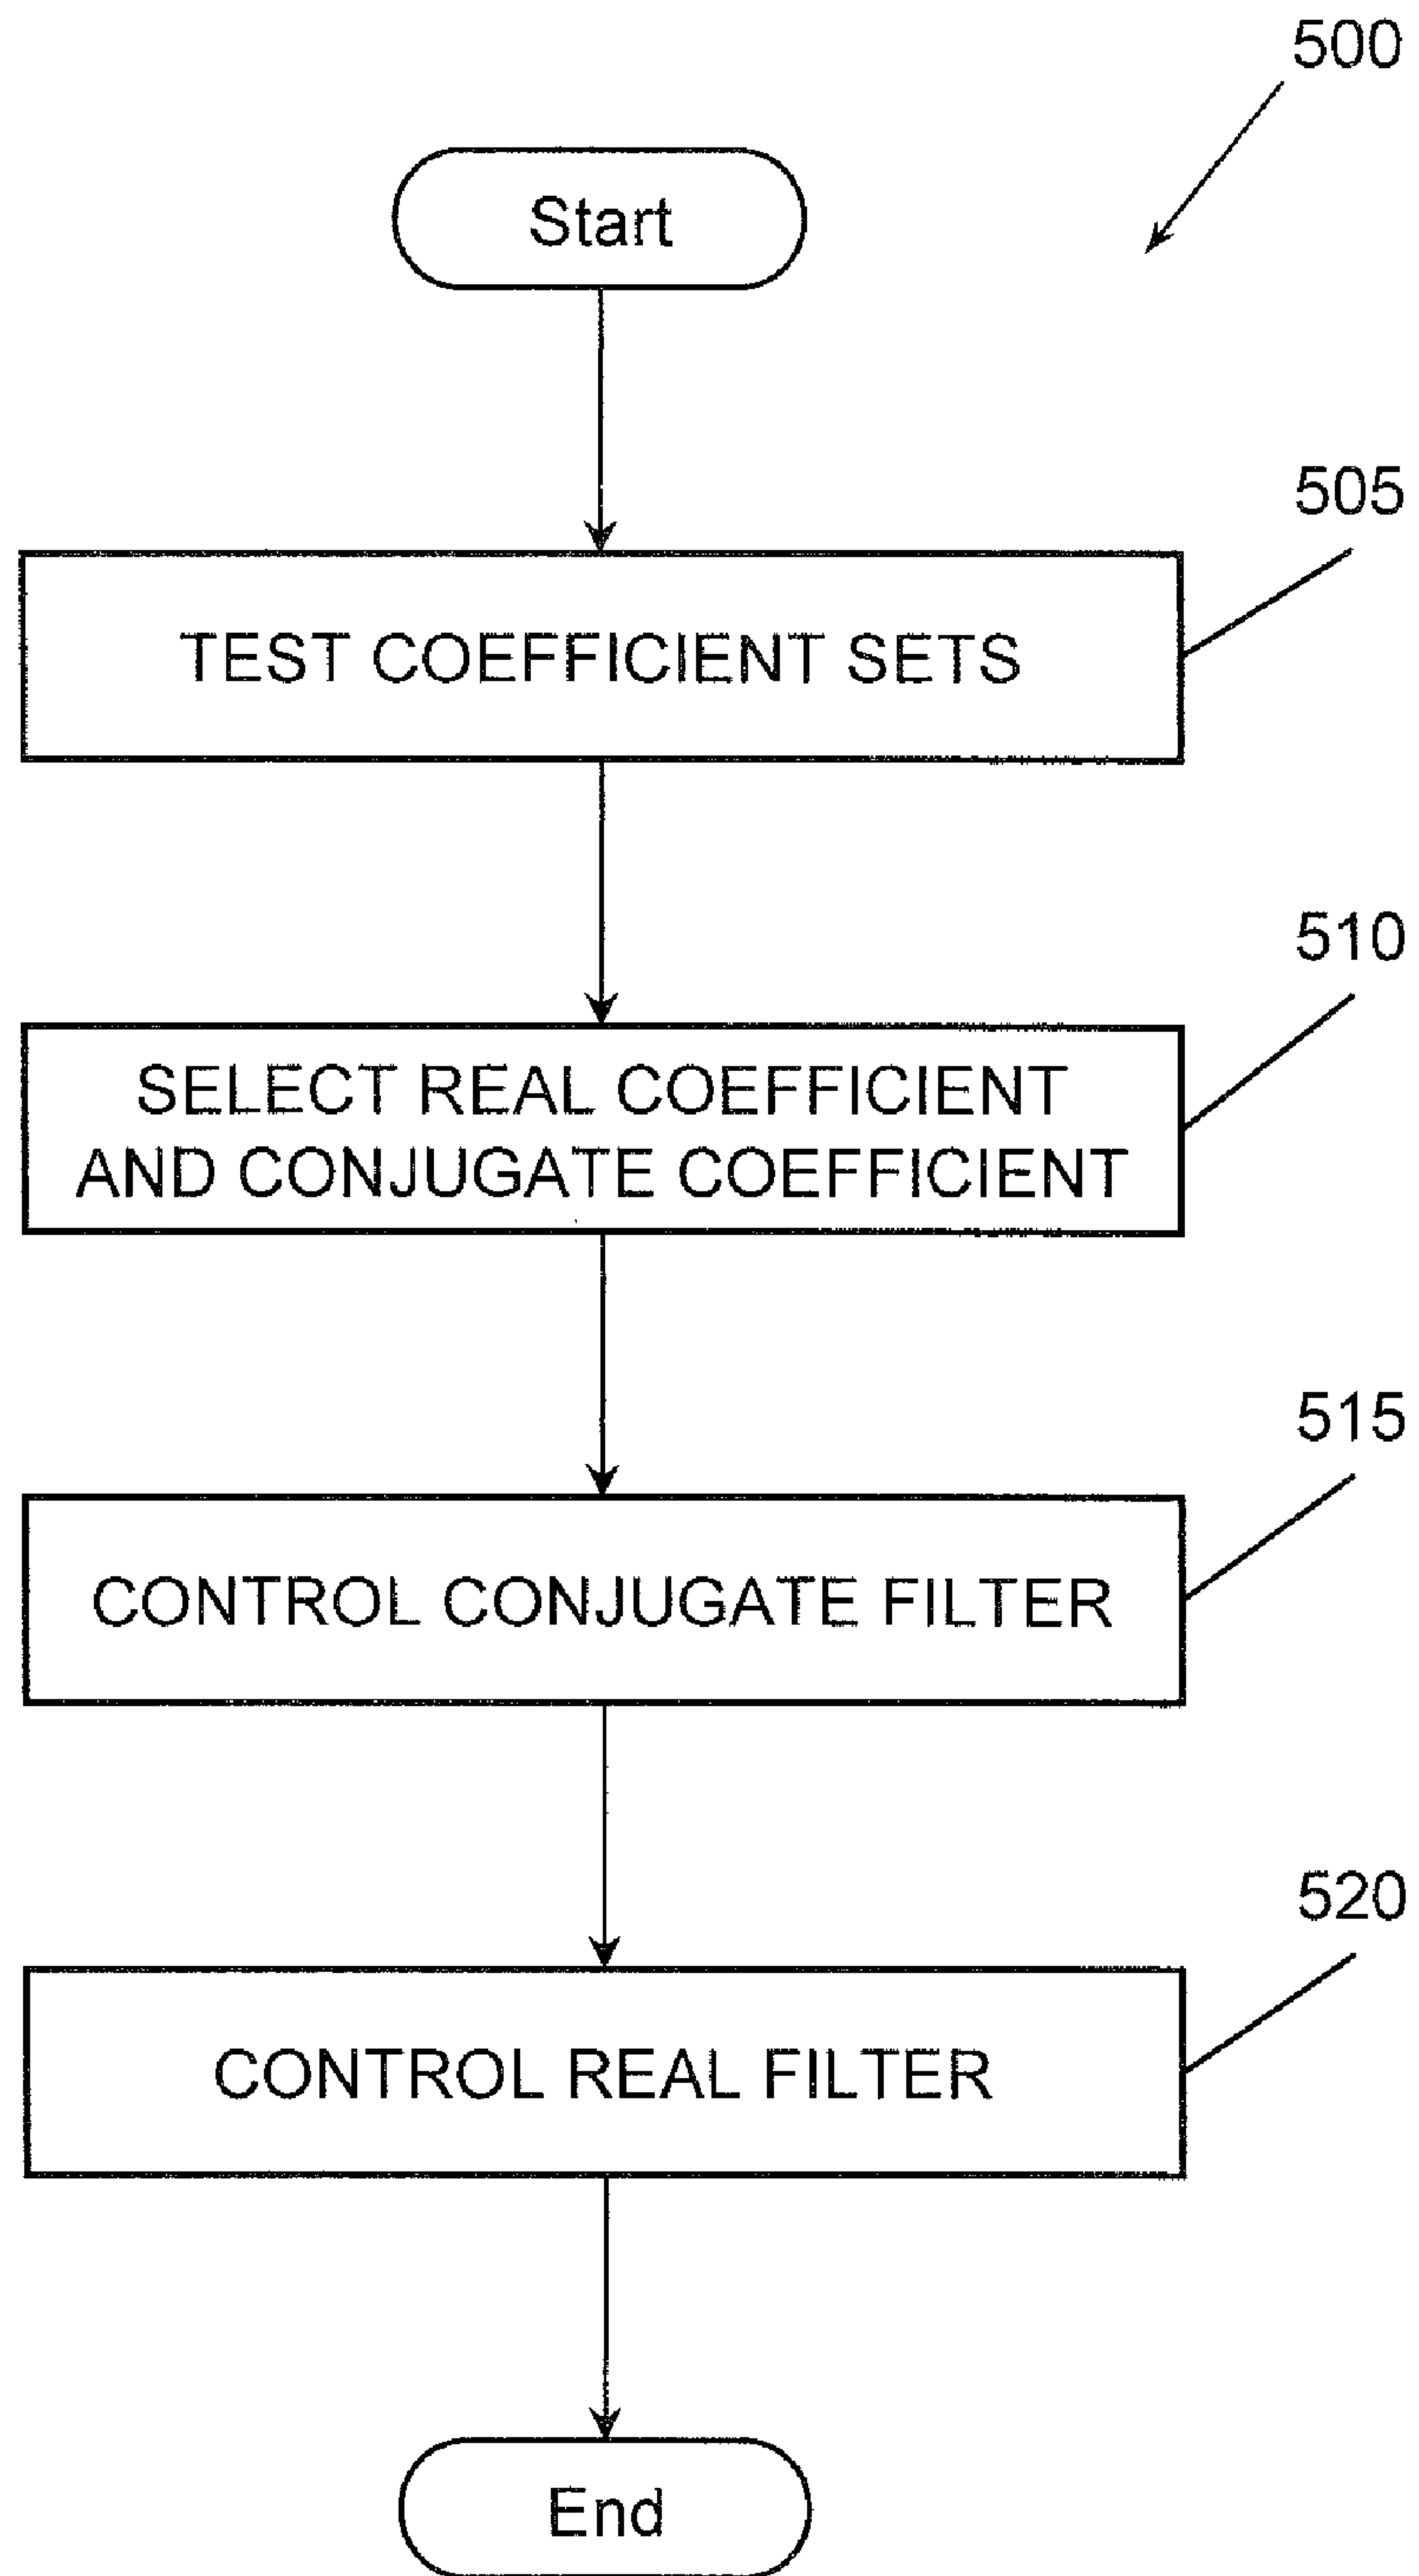 500
Start
505
TEST COEFFICIENT SETS
510
SELECT REAL COEFFICIENT
AND CONJUGATE COEFFICIENT
515
CONTROL CONJUGATE FILTER
520
CONTROL REAL FILTER
End